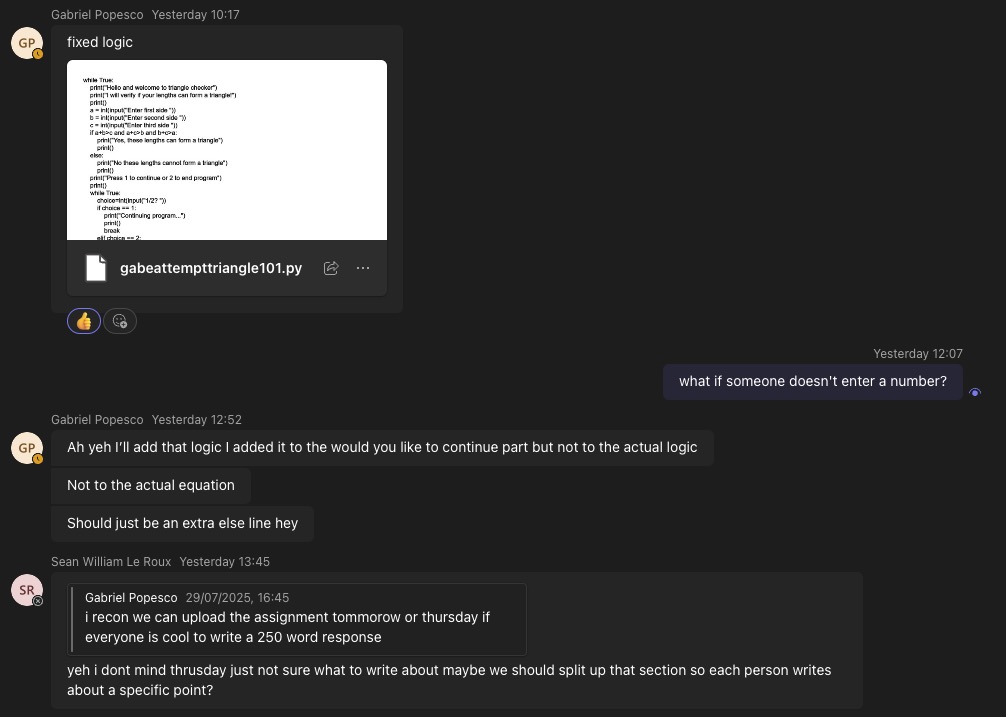 Gabriel Popesco Yesterday 10:17
GP
fixed logic
while True:
print("Hello and welcome to triangle checker")
print("I will verify if your lengths can form a triangle!")
print()
a = int(input("Enter first side "))
b = int(input("Enter second side "))
c = int(input("Enter third side "))
if a+b>c and a+c>b and b+c>a:
print("Yes, these lengths can form a triangle")
print()
else:
print("No these lengths cannot form a triangle")
print()
print("Press 1 to continue or 2 to end program")
print()
while True:
choice=int(input("1/2? "))
if choice == 1:
print("Continuing program...")
print()
break
elif choice == 2:
gabeattempttriangle101.py
Yesterday 12:07
what if someone doesn't enter a number?
Gabriel Popesco Yesterday 12:52
GP
Ah yeh I'll add that logic I added it to the would you like to continue part but not to the actual logic
Not to the actual equation
Should just be an extra else line hey
Sean William Le Roux Yesterday 13:45
SR
Gabriel Popesco 29/07/2025, 16:45
i recon we can upload the assignment tommorow or thursday if
everyone is cool to write a 250 word response
yeh i dont mind thrusday just not sure what to write about maybe we should split up that section so each person writes
about a specific point?